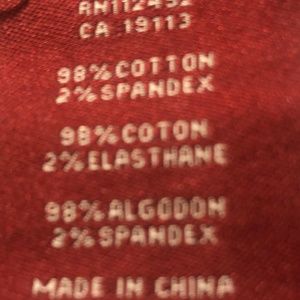 CA 19113
98% COTTON
2% SPANDEX
98% COTON
2% ELASTHANE
98% ALGODON
2% SPANDEX
MADE IN CHINA